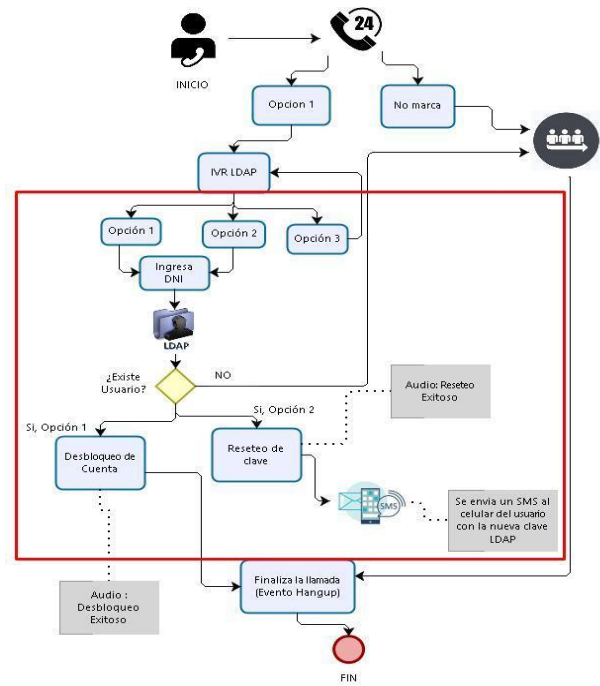 24
INICIO
Opcion 1
No marca
IVR LDAP
Opción 1
Opción 2
Opción 3
Ingresa
DNI
LDAP
¿Existe
Usuario?
NO
Audio: Reseteo
Exitoso
Si, Opción 1
Si, Opción 2
Desbloqueo de
Cuenta
Reseteo de
clave
SMS
Se envia un SMS al
celular del usuario
con la nueva clave
LDAP
Audio :
Desbloqueo
Exitoso
Finaliza la llamada
(Evento Hangup)
FIN